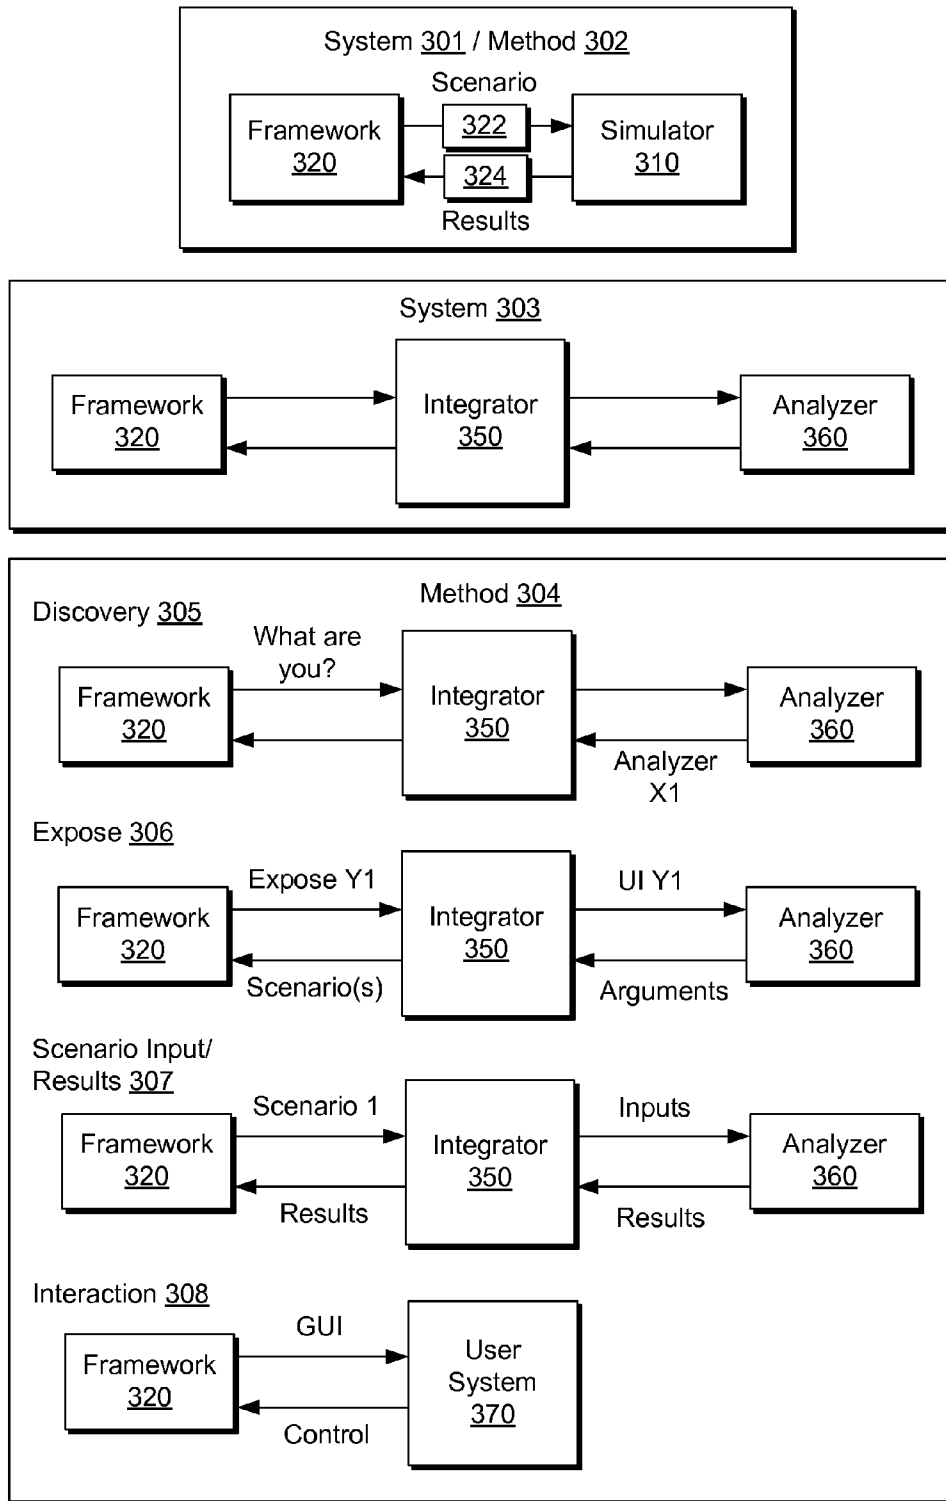 System 301 / Method 302
Scenario
Framework
320
322
Simulator
310
324
Results
System 303
Framework
320
Integrator
350
Analyzer
360
Method 304
Discovery 305
What are
you?
Framework
320
Integrator
350
Analyzer
360
Analyzer
X1
Expose 306
Expose Y1
UI Y1
Framework
320
Integrator
350
Analyzer
360
Scenario(s)
Arguments
Scenario Input/
Results 307
Scenario 1
Inputs
Framework
320
Integrator
350
Analyzer
360
Results
Results
Interaction 308
GUI
Framework
320
User
System
370
Control